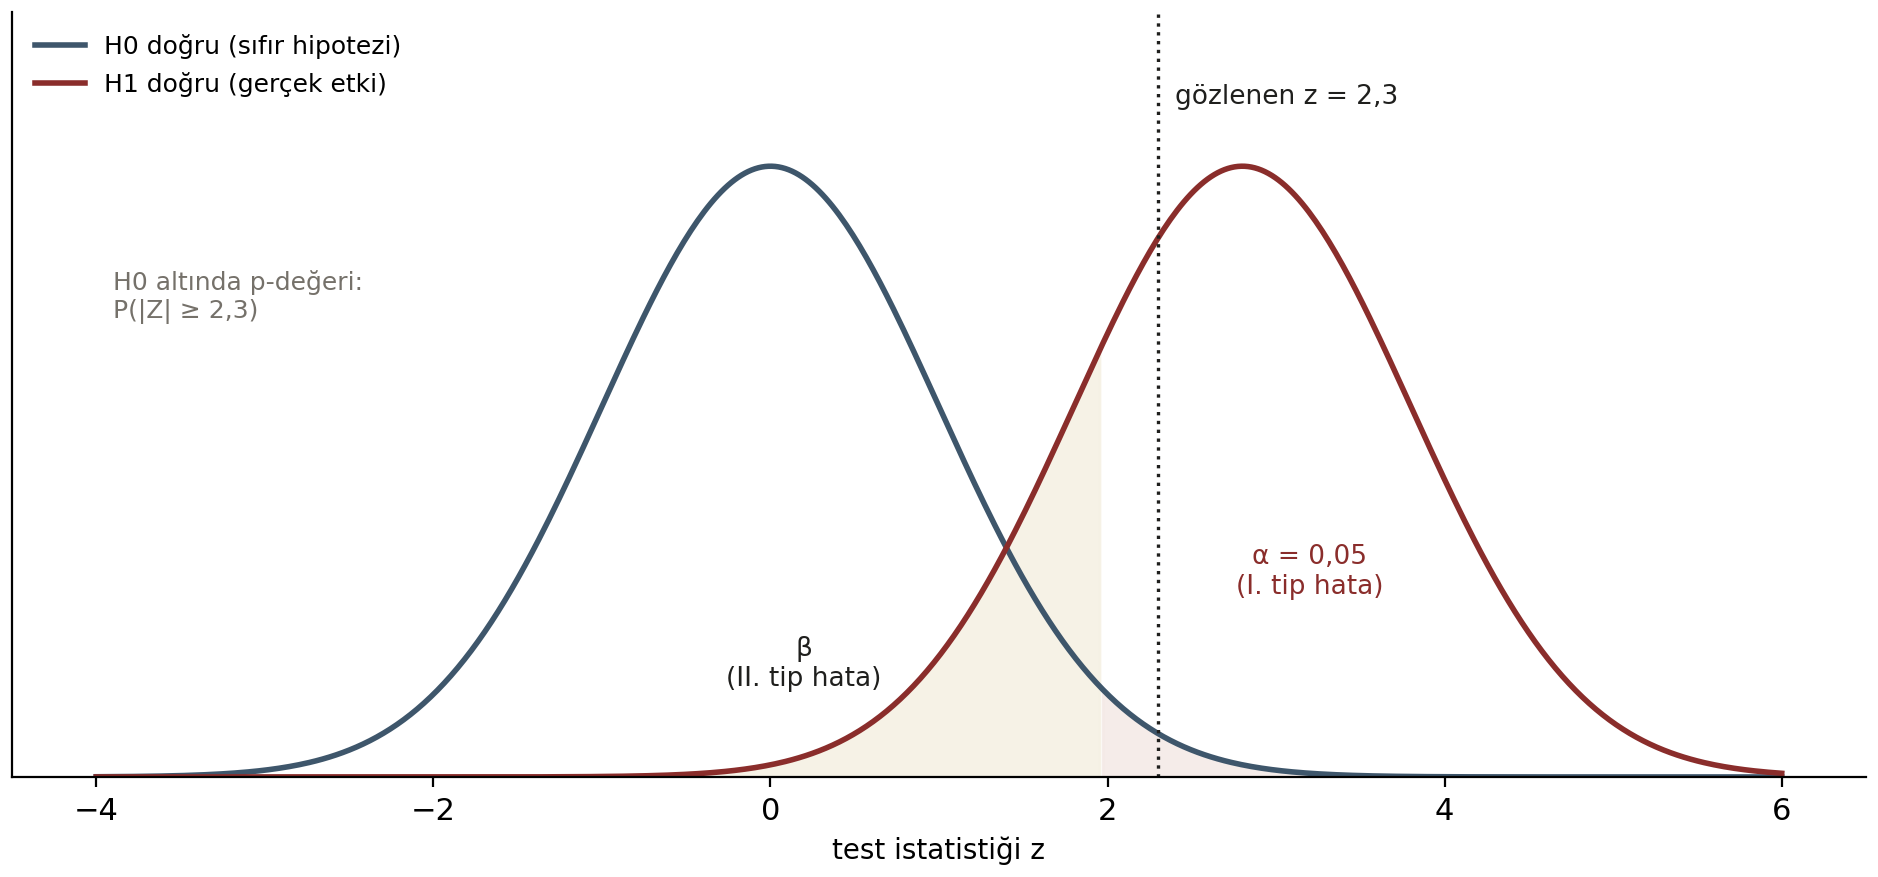 H0 doğru (sıfır hipotezi)
H1 doğru (gerçek etki)
gözlenen z = 2,3
H0 altında p-değeri:
P(|Z| ≥ 2,3)
α = 0,05
(I. tip hata)
β
(II. tip hata)
−4 −2 0 2 4 6
test istatistiği z